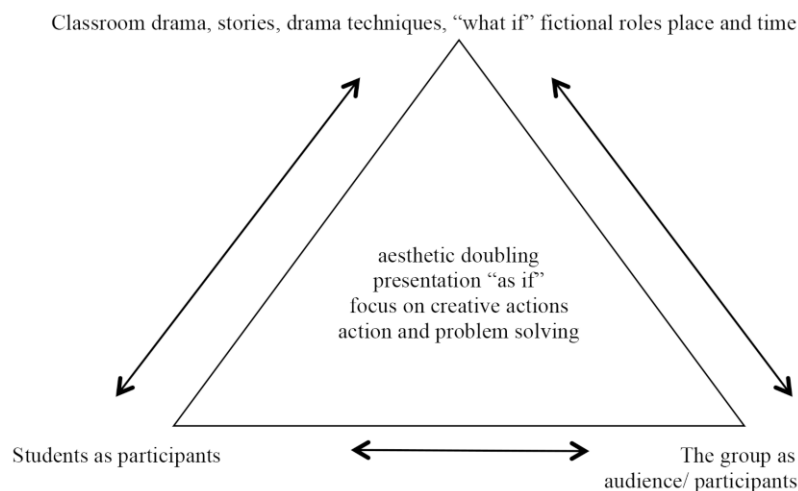 Classroom drama, stories, drama techniques, “what if” fictional roles place and time
aesthetic doubling
presentation “as if”
focus on creative actions
action and problem solving
Students as participants
The group as
audience/ participants